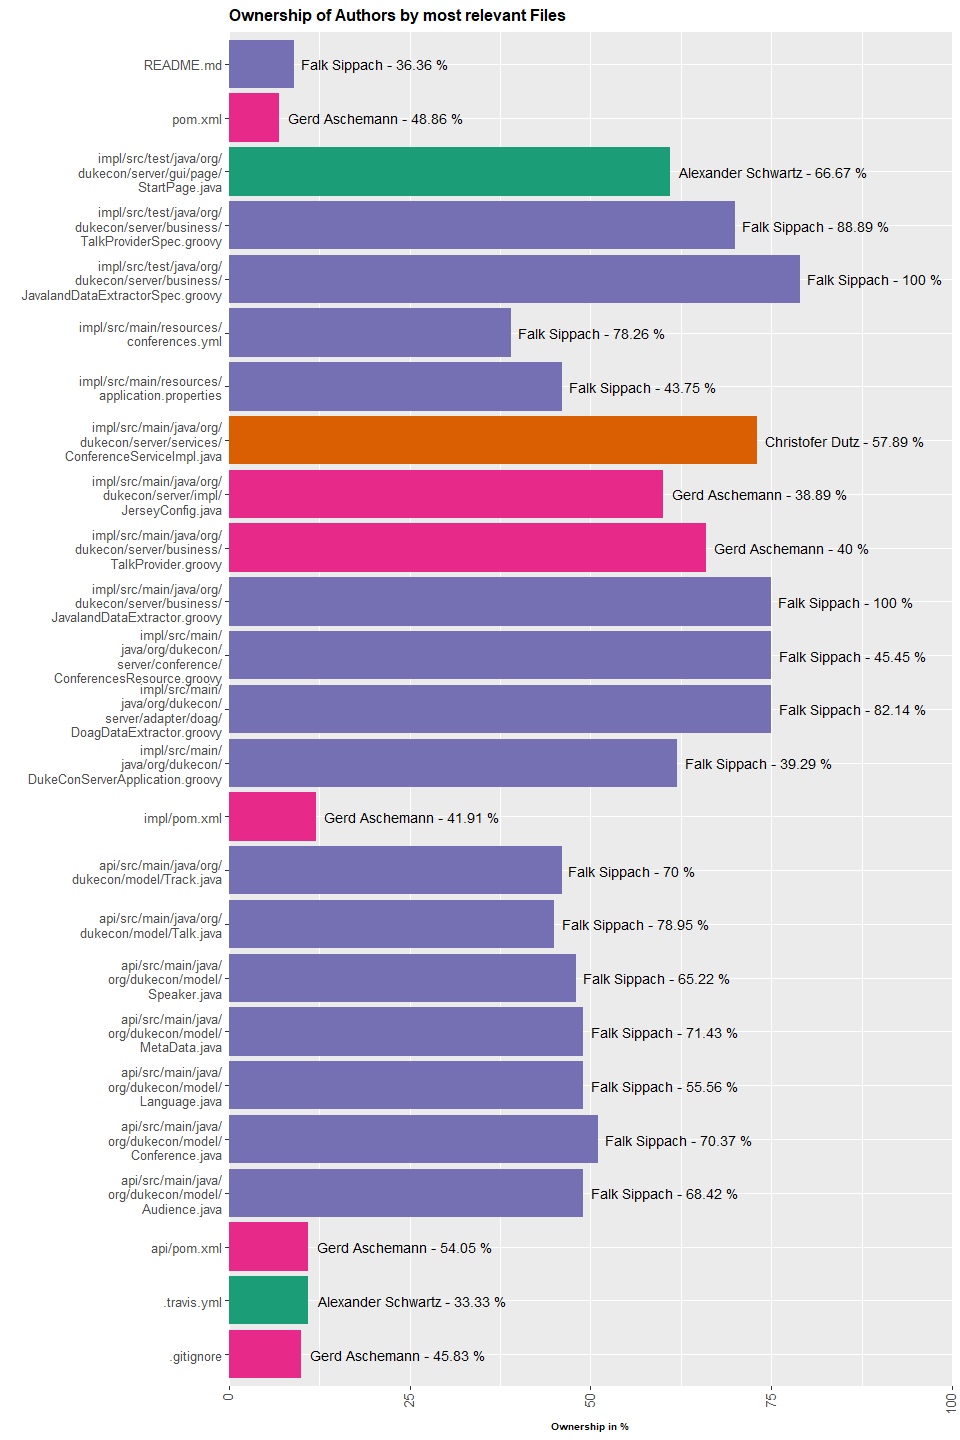 Ownership of Authors by most relevant Files
README.md
Falk Sippach - 36.36 %
pom.xml
Gerd Aschemann - 48.86 %
impl/src/test/java/org/
dukecon/server/gui/page/
StartPage.java
Alexander Schwartz - 66.67 %
impl/src/test/java/org/
dukecon/server/business/
TalkProviderSpec.groovy
Falk Sippach - 88.89 %
impl/src/test/java/org/
dukecon/server/business/
JavalandDataExtractorSpec.groovy
Falk Sippach - 100 %
impl/src/main/resources/
conferences.yml
Falk Sippach - 78.26 %
impl/src/main/resources/
application.properties
Falk Sippach - 43.75 %
impl/src/main/java/org/
dukecon/server/services/
ConferenceServiceImpl.java
Christofer Dutz - 57.89 %
impl/src/main/java/org/
dukecon/server/impl/
JerseyConfig.java
Gerd Aschemann - 38.89 %
impl/src/main/java/org/
dukecon/server/business/
TalkProvider.groovy
Gerd Aschemann - 40 %
impl/src/main/java/org/
dukecon/server/business/
JavalandDataExtractor.groovy
Falk Sippach - 100 %
impl/src/main/
java/org/dukecon/
server/conference/
ConferencesResource.groovy
Falk Sippach - 45.45 %
impl/src/main/
java/org/dukecon/
server/adapter/doag/
DoagDataExtractor.groovy
Falk Sippach - 82.14 %
impl/src/main/
java/org/dukecon/
DukeConServerApplication.groovy
Falk Sippach - 39.29 %
impl/pom.xml
Gerd Aschemann - 41.91 %
api/src/main/java/org/
dukecon/model/Track.java
Falk Sippach - 70 %
api/src/main/java/org/
dukecon/model/Talk.java
Falk Sippach - 78.95 %
api/src/main/java/
org/dukecon/model/
Speaker.java
Falk Sippach - 65.22 %
api/src/main/java/
org/dukecon/model/
MetaData.java
Falk Sippach - 71.43 %
api/src/main/java/
org/dukecon/model/
Language.java
Falk Sippach - 55.56 %
api/src/main/java/
org/dukecon/model/
Conference.java
Falk Sippach - 70.37 %
api/src/main/java/
org/dukecon/model/
Audience.java
Falk Sippach - 68.42 %
api/pom.xml
Gerd Aschemann - 54.05 %
.travis.yml
Alexander Schwartz - 33.33 %
.gitignore
Gerd Aschemann - 45.83 %
0
25
50
75
100
Ownership in %